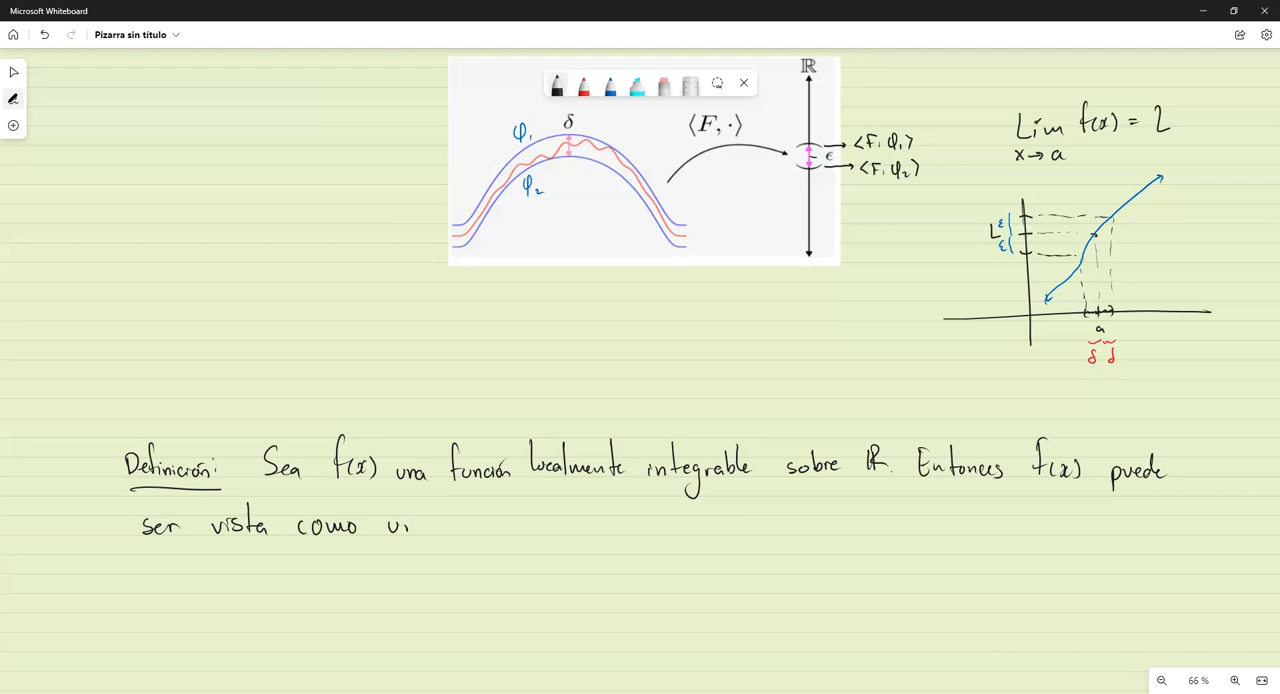 Microsoft Whiteboard
Pizarra sin título
ℝ
φ₁
δ
⟨F, ·⟩
ϵ
⟨F, φ₁⟩
⟨F, φ₂⟩
φ₂
Lím f(x) = L
x → a
ε
L
ε
a
δ δ
Definición: Sea f(x) una función localmente integrable sobre ℝ. Entonces f(x) puede
ser vista como
66 %